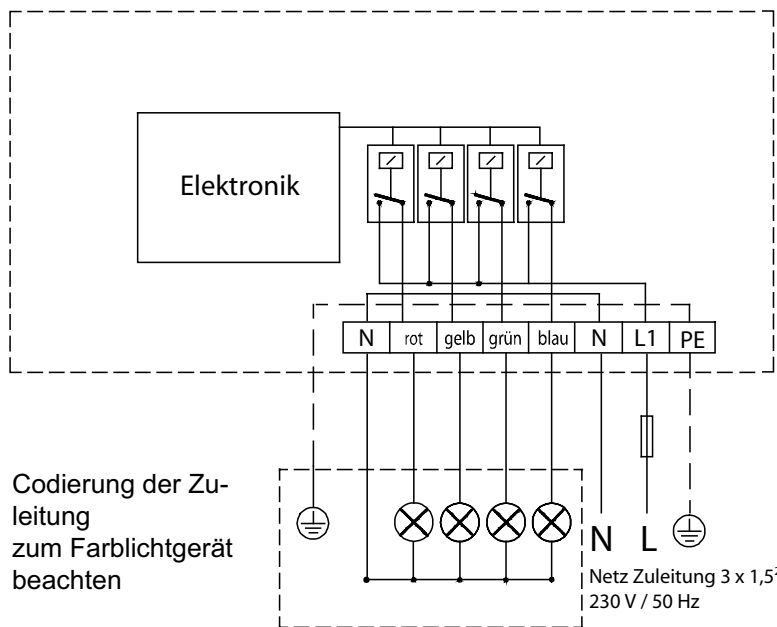 Elektronik
N rot gelb grün blau N L1 PE
Codierung der Zu-
leitung
zum Farblichtgerät
beachten
N L
Netz Zuleitung 3 x 1,5²
230 V / 50 Hz